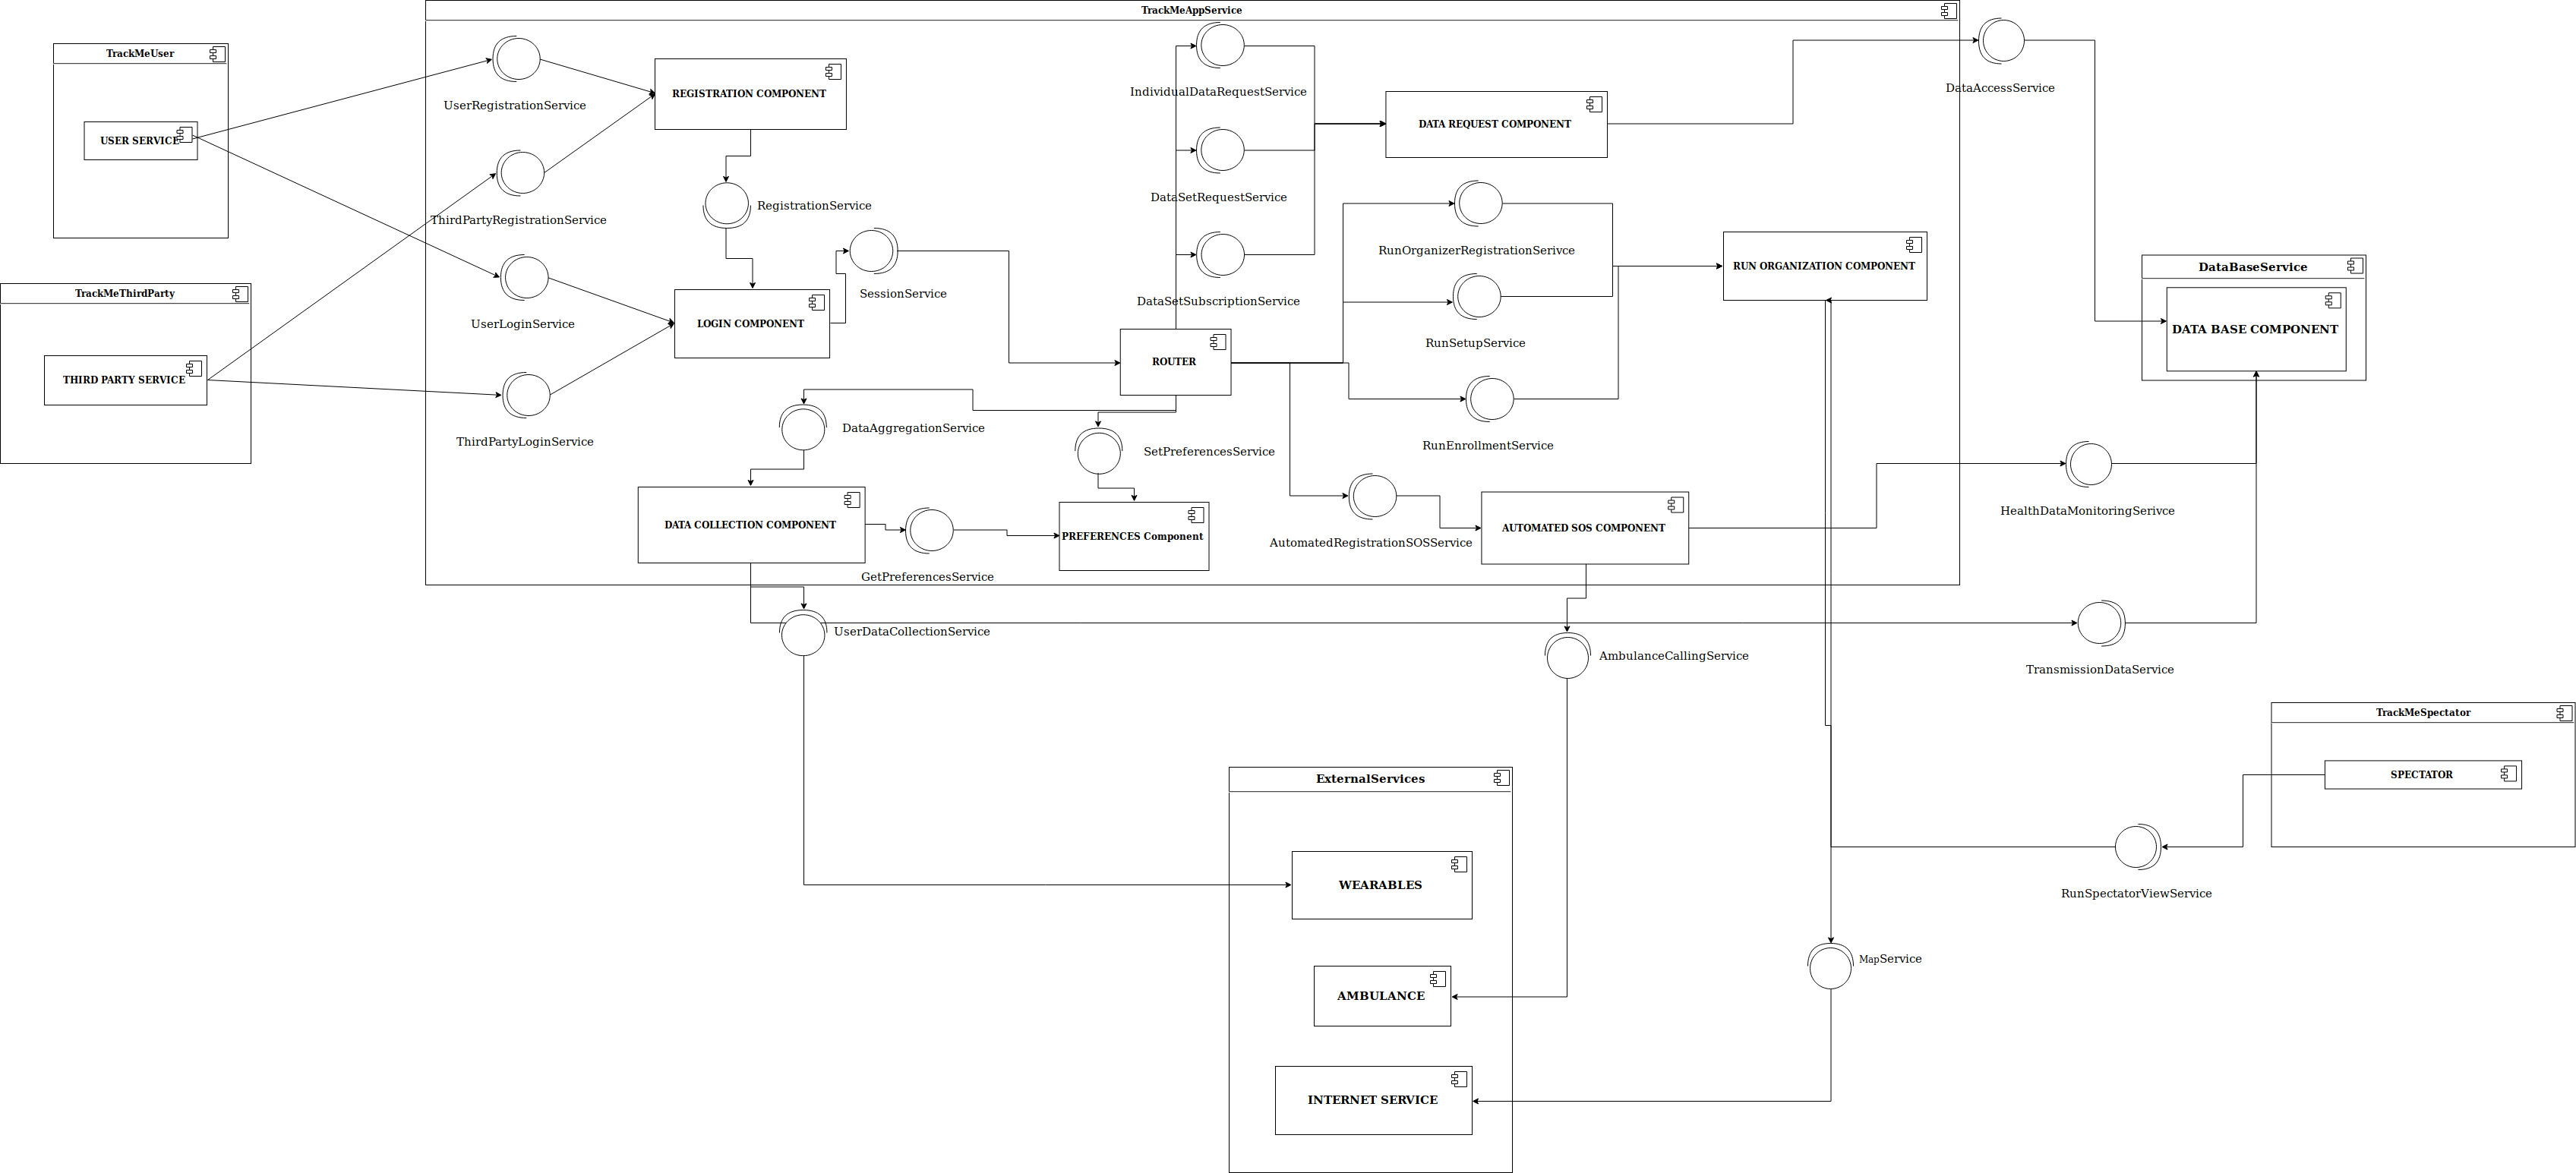 TrackMeAppService
TrackMeUser
USER SERVICE
TrackMeThirdParty
THIRD PARTY SERVICE
UserRegistrationService
ThirdPartyRegistrationService
UserLoginService
ThirdPartyLoginService
REGISTRATION COMPONENT
RegistrationService
SessionService
LOGIN COMPONENT
DataAggregationService
DATA COLLECTION COMPONENT
GetPreferencesService
UserDataCollectionService
IndividualDataRequestService
DataSetRequestService
DataSetSubscriptionService
ROUTER
SetPreferencesService
PREFERENCES Component
DATA REQUEST COMPONENT
RunOrganizerRegistrationSerivce
RunSetupService
RunEnrollmentService
AutomatedRegistrationSOSService
AUTOMATED SOS COMPONENT
RUN ORGANIZATION COMPONENT
AmbulanceCallingService
DataAccessService
DataBaseService
DATA BASE COMPONENT
HealthDataMonitoringSerivce
TransmissionDataService
TrackMeSpectator
SPECTATOR
RunSpectatorViewService
MapService
ExternalServices
WEARABLES
AMBULANCE
INTERNET SERVICE